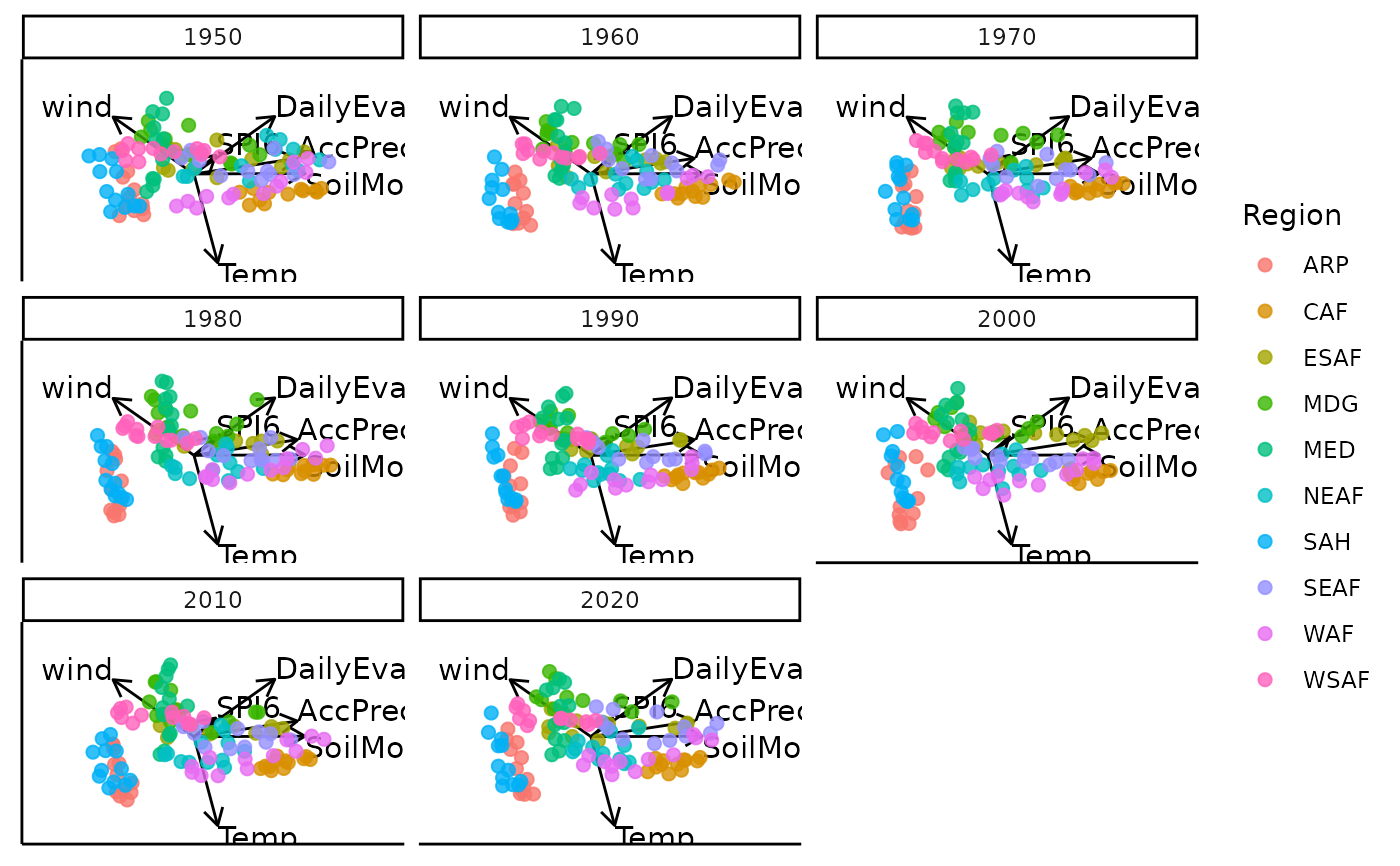 1950
1960
1970
wind
DailyEva
SPI6
AccPrec
SoilMo
Temp
wind
DailyEva
SPI6
AccPrec
SoilMo
Temp
wind
DailyEva
SPI6
AccPrec
SoilMo
Temp
1980
1990
2000
wind
DailyEva
SPI6
AccPrec
SoilMo
Temp
wind
DailyEva
SPI6
AccPrec
SoilMo
Temp
wind
DailyEva
SPI6
AccPrec
SoilMo
Temp
2010
2020
wind
DailyEva
SPI6
AccPrec
SoilMo
Temp
wind
DailyEva
SPI6
AccPrec
SoilMo
Temp
Region
ARP
CAF
ESAF
MDG
MED
NEAF
SAH
SEAF
WAF
WSAF